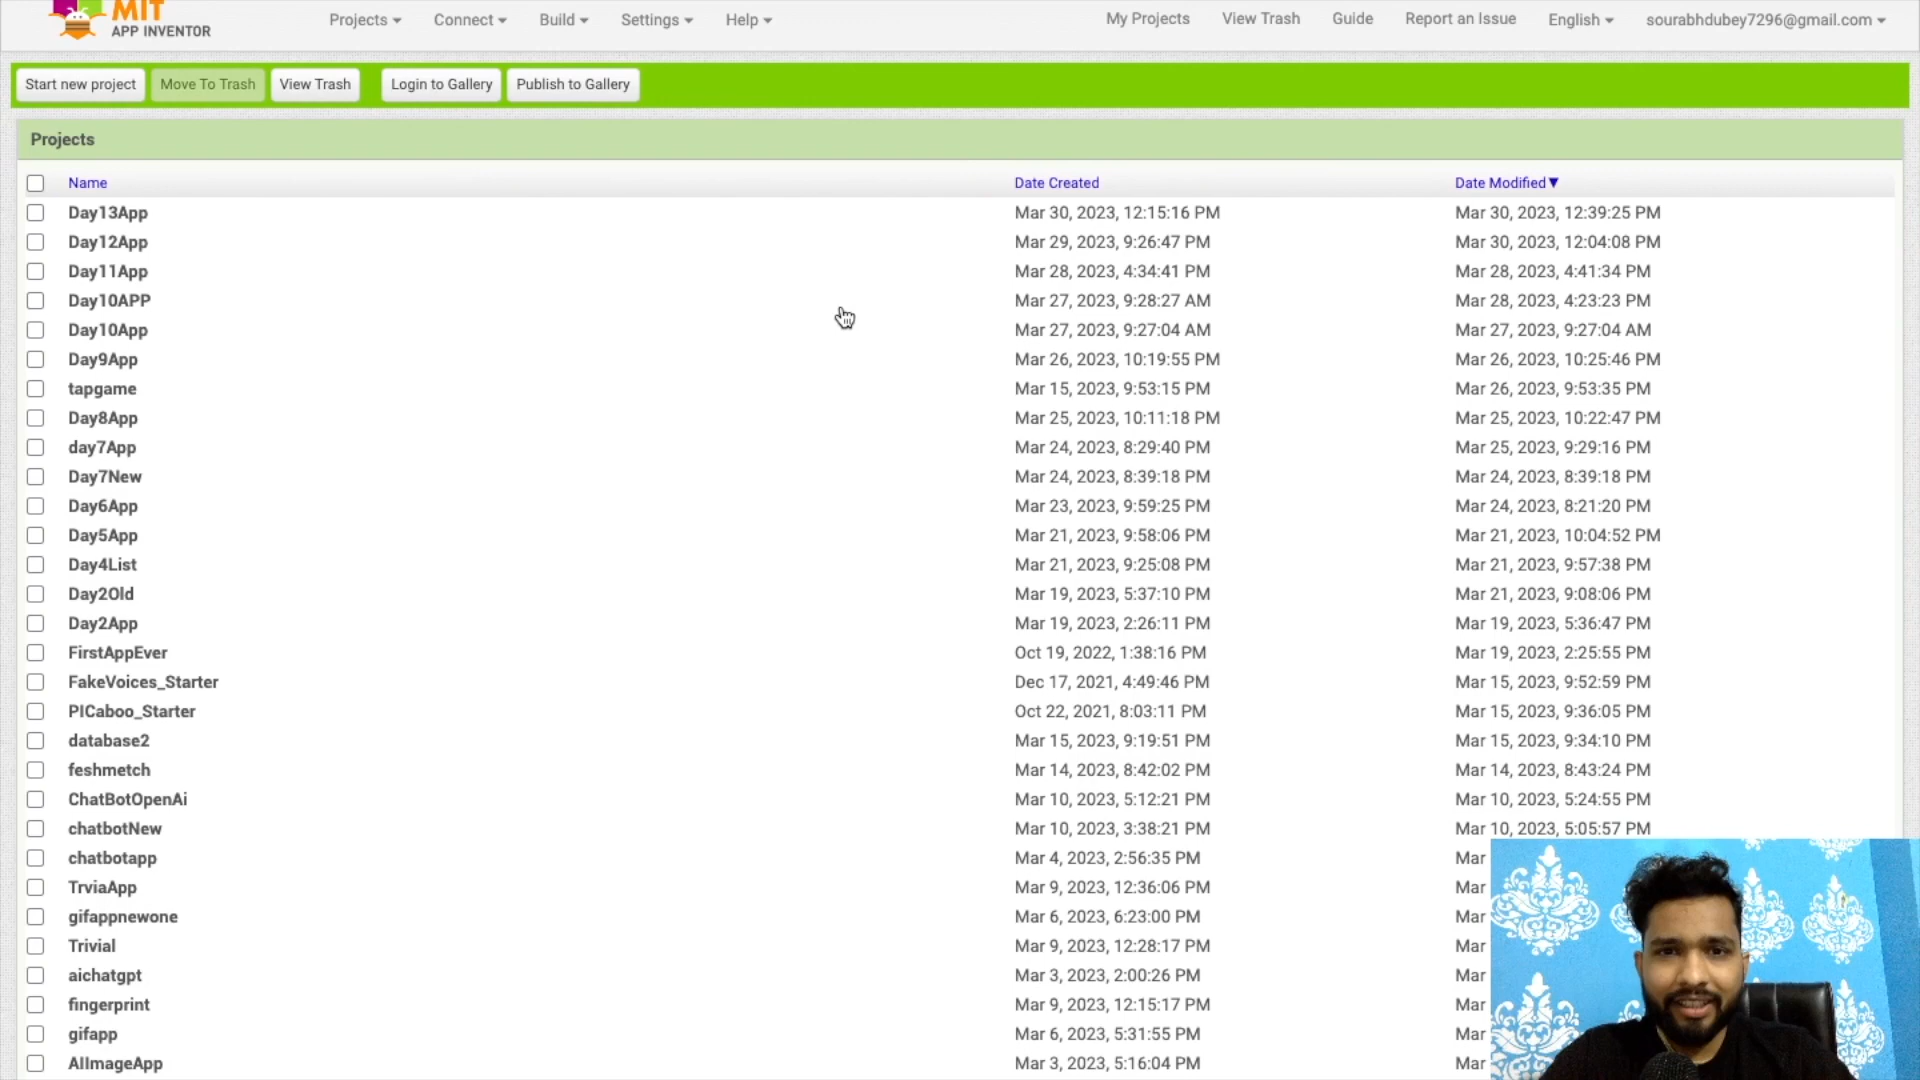 MIT
APP INVENTOR
Projects Connect Build Settings Help My Projects View Trash Guide Report an Issue English sourabhdubey7296@gmail.com
Start new project Move To Trash View Trash Login to Gallery Publish to Gallery
Projects
Name Date Created Date Modified
Day13App Mar 30, 2023, 12:15:16 PM Mar 30, 2023, 12:39:25 PM
Day12App Mar 29, 2023, 9:26:47 PM Mar 30, 2023, 12:04:08 PM
Day11App Mar 28, 2023, 4:34:41 PM Mar 28, 2023, 4:41:34 PM
Day10APP Mar 27, 2023, 9:28:27 AM Mar 28, 2023, 4:23:23 PM
Day10App Mar 27, 2023, 9:27:04 AM Mar 27, 2023, 9:27:04 AM
Day9App Mar 26, 2023, 10:19:55 PM Mar 26, 2023, 10:25:46 PM
tapgame Mar 15, 2023, 9:53:15 PM Mar 26, 2023, 9:53:35 PM
Day8App Mar 25, 2023, 10:11:18 PM Mar 25, 2023, 10:22:47 PM
day7App Mar 24, 2023, 8:29:40 PM Mar 25, 2023, 9:29:16 PM
Day7New Mar 24, 2023, 8:39:18 PM Mar 24, 2023, 8:39:18 PM
Day6App Mar 23, 2023, 9:59:25 PM Mar 24, 2023, 8:21:20 PM
Day5App Mar 21, 2023, 9:58:06 PM Mar 21, 2023, 10:04:52 PM
Day4List Mar 21, 2023, 9:25:08 PM Mar 21, 2023, 9:57:38 PM
Day2Old Mar 19, 2023, 5:37:10 PM Mar 21, 2023, 9:08:06 PM
Day2App Mar 19, 2023, 2:26:11 PM Mar 19, 2023, 5:36:47 PM
FirstAppEver Oct 19, 2022, 1:38:16 PM Mar 19, 2023, 2:25:55 PM
FakeVoices_Starter Dec 17, 2021, 4:49:46 PM Mar 15, 2023, 9:52:59 PM
PICaboo_Starter Oct 22, 2021, 8:03:11 PM Mar 15, 2023, 9:36:05 PM
database2 Mar 15, 2023, 9:19:51 PM Mar 15, 2023, 9:34:10 PM
feshmetch Mar 14, 2023, 8:42:02 PM Mar 14, 2023, 8:43:24 PM
ChatBotOpenAi Mar 10, 2023, 5:12:21 PM Mar 10, 2023, 5:24:55 PM
chatbotNew Mar 10, 2023, 3:38:21 PM Mar 10, 2023, 5:05:57 PM
chatbotapp Mar 4, 2023, 2:56:35 PM Mar
TrviaApp Mar 9, 2023, 12:36:06 PM Mar
gifappnewone Mar 6, 2023, 6:23:00 PM Mar
Trivial Mar 9, 2023, 12:28:17 PM Mar
aichatgpt Mar 3, 2023, 2:00:26 PM Mar
fingerprint Mar 9, 2023, 12:15:17 PM Mar
gifapp Mar 6, 2023, 5:31:55 PM Mar
AIImageApp Mar 3, 2023, 5:16:04 PM Mar